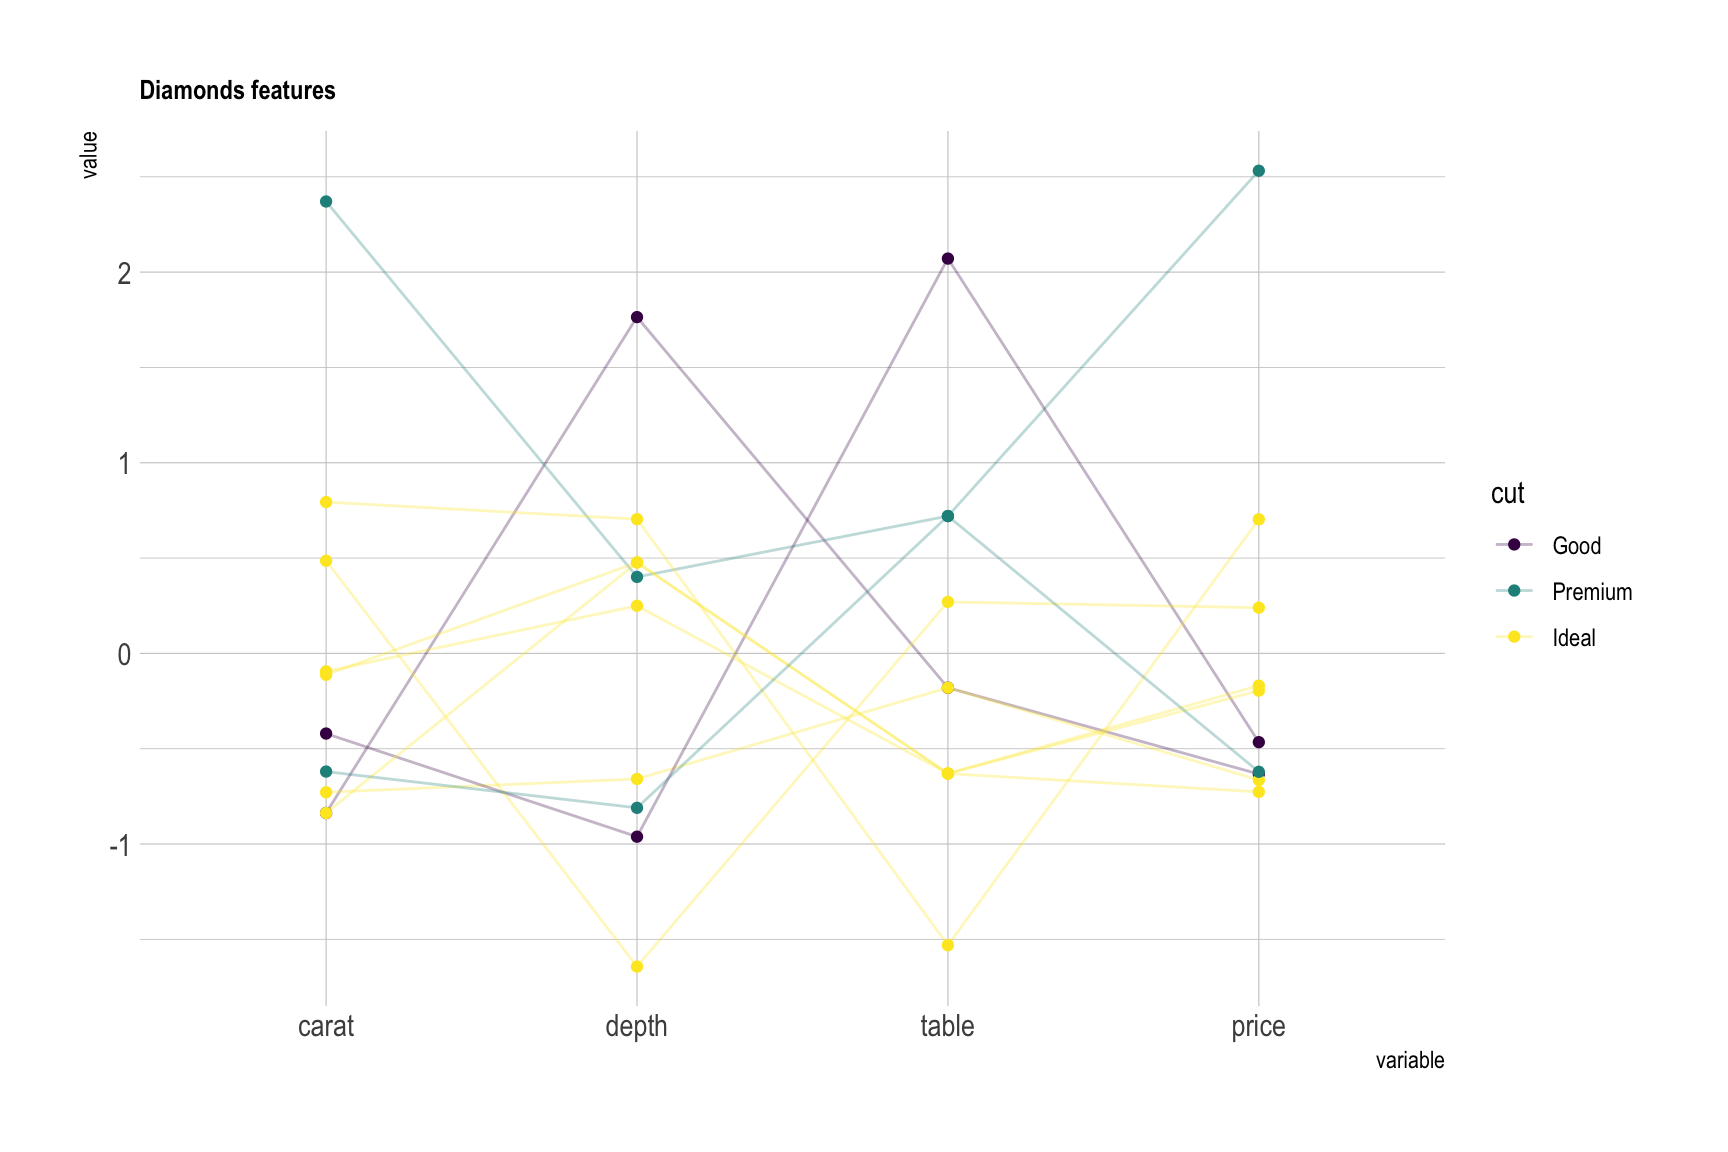 Diamonds features
value
2
1
0
-1
carat depth table price
variable
cut
Good
Premium
Ideal